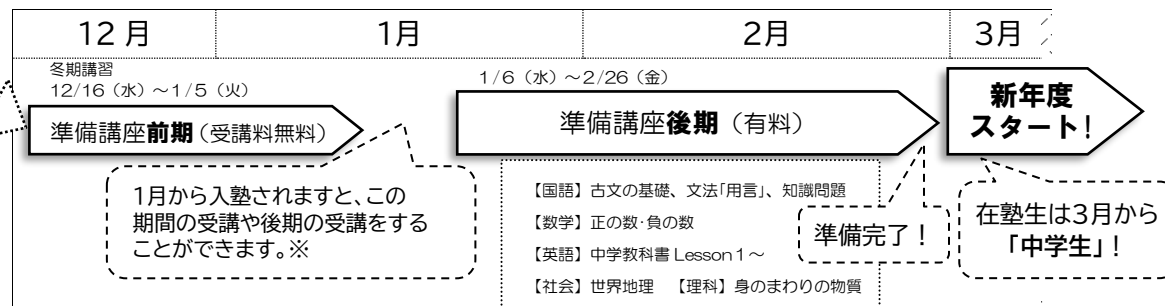 12月 1月 2月 3月
冬期講習
12/16（水）～1/5（火）
1/6（水）～2/26（金）
準備講座前期（受講料無料）
準備講座後期（有料）
新年度
スタート！
1月から入塾されますと、この
期間の受講や後期の受講をする
ことができます。※
【国語】古文の基礎、文法「用言」、知識問題
【数学】正の数・負の数
【英語】中学教科書 Lesson１～
【社会】世界地理 【理科】身のまわりの物質
準備完了！
在塾生は3月から
「中学生」！